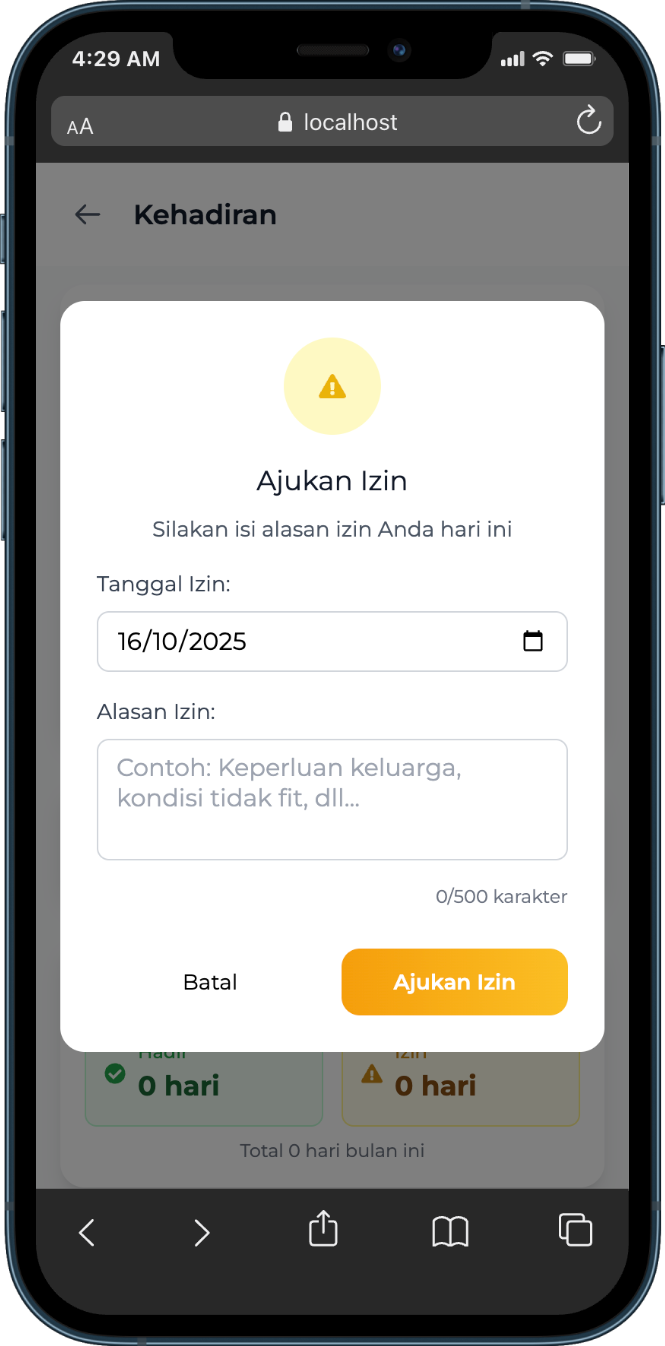 4:29 AM
AA
localhost
Kehadiran
Ajukan Izin
Silakan isi alasan izin Anda hari ini
Tanggal Izin:
16/10/2025
Alasan Izin:
Contoh: Keperluan keluarga,
kondisi tidak fit, dll...
0/500 karakter
Batal
Ajukan Izin
Hadir
Izin
0 hari
0 hari
Total 0 hari bulan ini